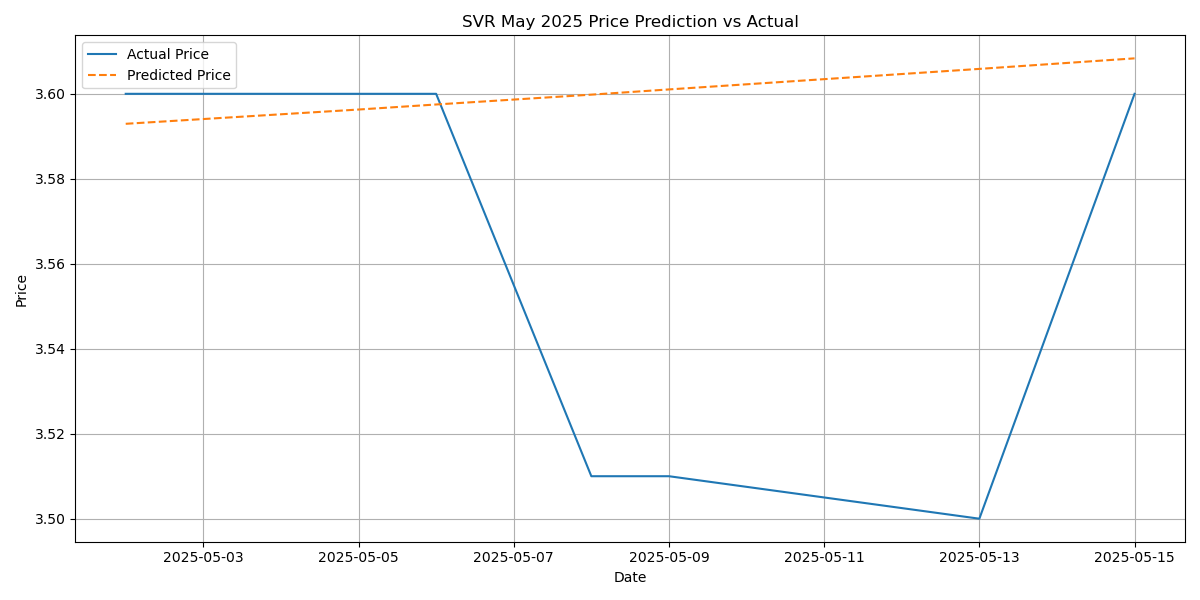 SVR May 2025 Price Prediction vs Actual
Actual Price
Predicted Price
3.60
3.58
3.56
3.54
3.52
3.50
Price
2025-05-03
2025-05-05
2025-05-07
2025-05-09
2025-05-11
2025-05-13
2025-05-15
Date